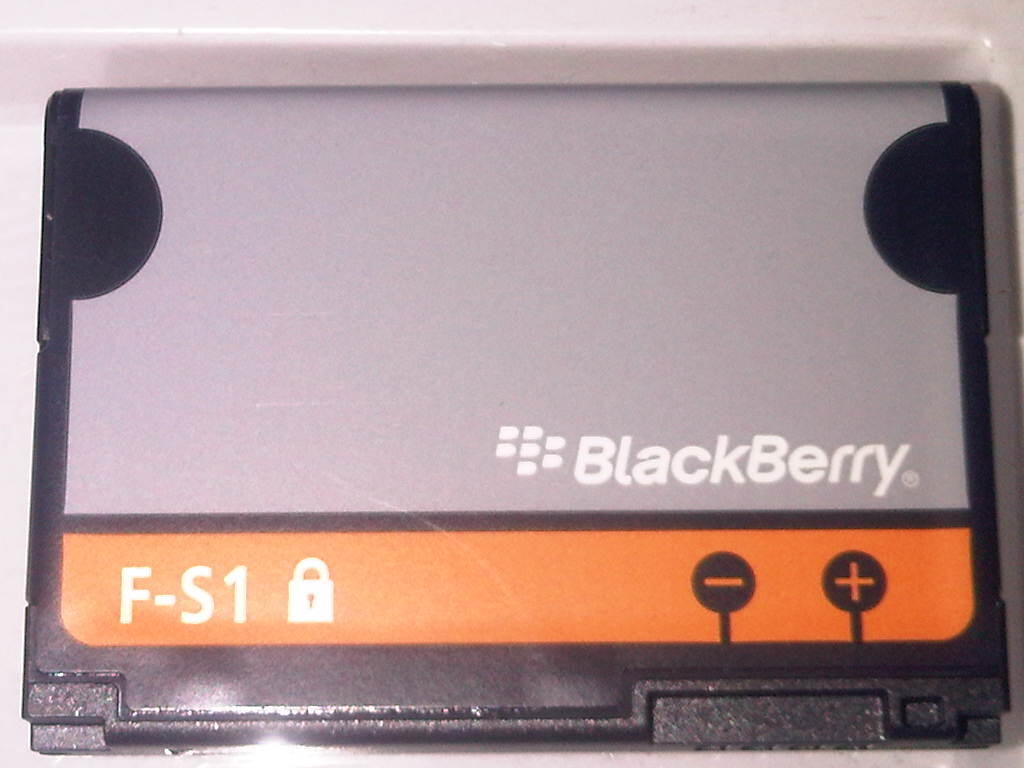 BlackBerry®
F-S1
- +